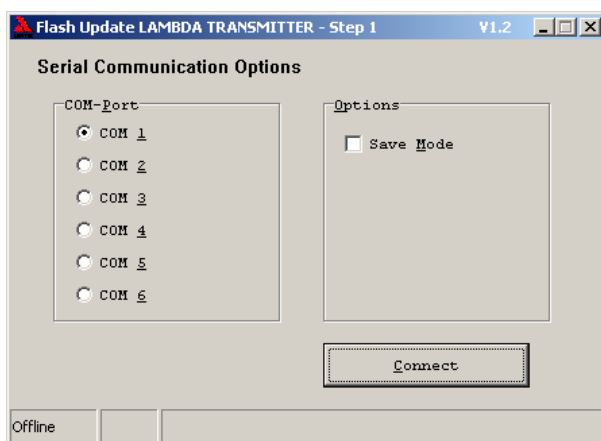 Flash Update LAMBDA TRANSMITTER - Step 1 V1.2
Serial Communication Options
COM-Port
COM 1
COM 2
COM 3
COM 4
COM 5
COM 6
Options
Save Mode
Connect
Offline